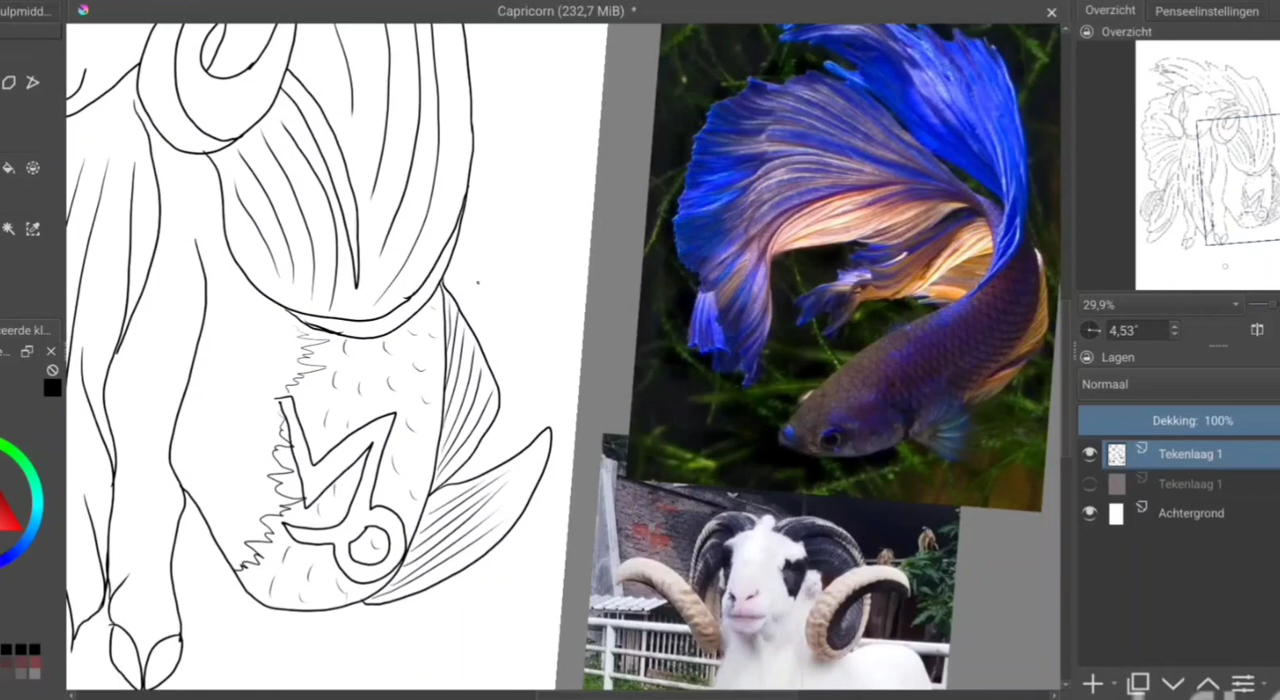 ulpmidd...
Capricorn (232,7 MiB) *
Overzicht
Penseelinstellingen
Overzicht
29,9%
4,53°
Lagen
Normaal
Dekking: 100%
Tekenlaag 1
Tekenlaag 1
Achtergrond
ceerde kl...
e...